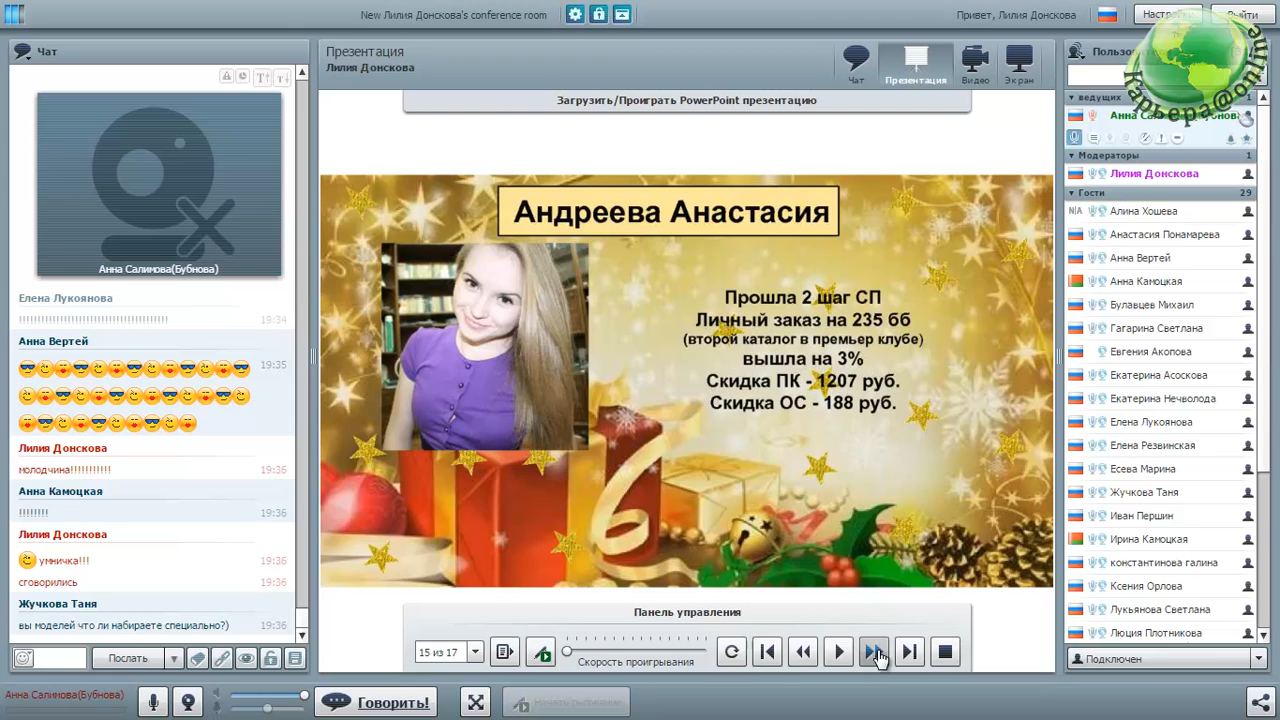 New Лилия Донскова's conference room
Привет, Лилия Донскова
Настройки
Выйти
Карьера@online
Чат
Анна Салимова(Бубнова)
Елена Лукоянова
!!!!!!!!!!!!!!!!!!!!!!!!!!!!!!!!!!!!! 19:34
Анна Вертей
19:35
Лилия Донскова
молодчина!!!!!!!!!!! 19:36
Анна Камоцкая
!!!!!!!! 19:36
Лилия Донскова
умничка!!! 19:36
сговорились 19:36
Жучкова Таня
вы моделей что ли набираете специально?) 19:36
Послать
Презентация
Лилия Донскова
Чат
Презентация
Видео
Экран
Загрузить/Проиграть PowerPoint презентацию
Андреева Анастасия
Прошла 2 шаг СП
Личный заказ на 235 бб
(второй каталог в премьер клубе)
вышла на 3%
Скидка ПК - 1207 руб.
Скидка ОС - 188 руб.
Панель управления
15 из 17
Скорость проигрывания
ведущих 1
Модераторы 1
Лилия Донскова
Гости 29
N/A Алина Хошева
Анастасия Понамарева
Анна Вертей
Анна Камоцкая
Булавцев Михаил
Гагарина Светлана
Евгения Акопова
Екатерина Асоскова
Екатерина Нечволода
Елена Лукоянова
Елена Резвинская
Есева Марина
Жучкова Таня
Иван Першин
Ирина Камоцкая
константинова галина
Ксения Орлова
Лукьянова Светлана
Люция Плотникова
Подключен
Анна Салимова(Бубнова)
Говорить!
Начать рисование